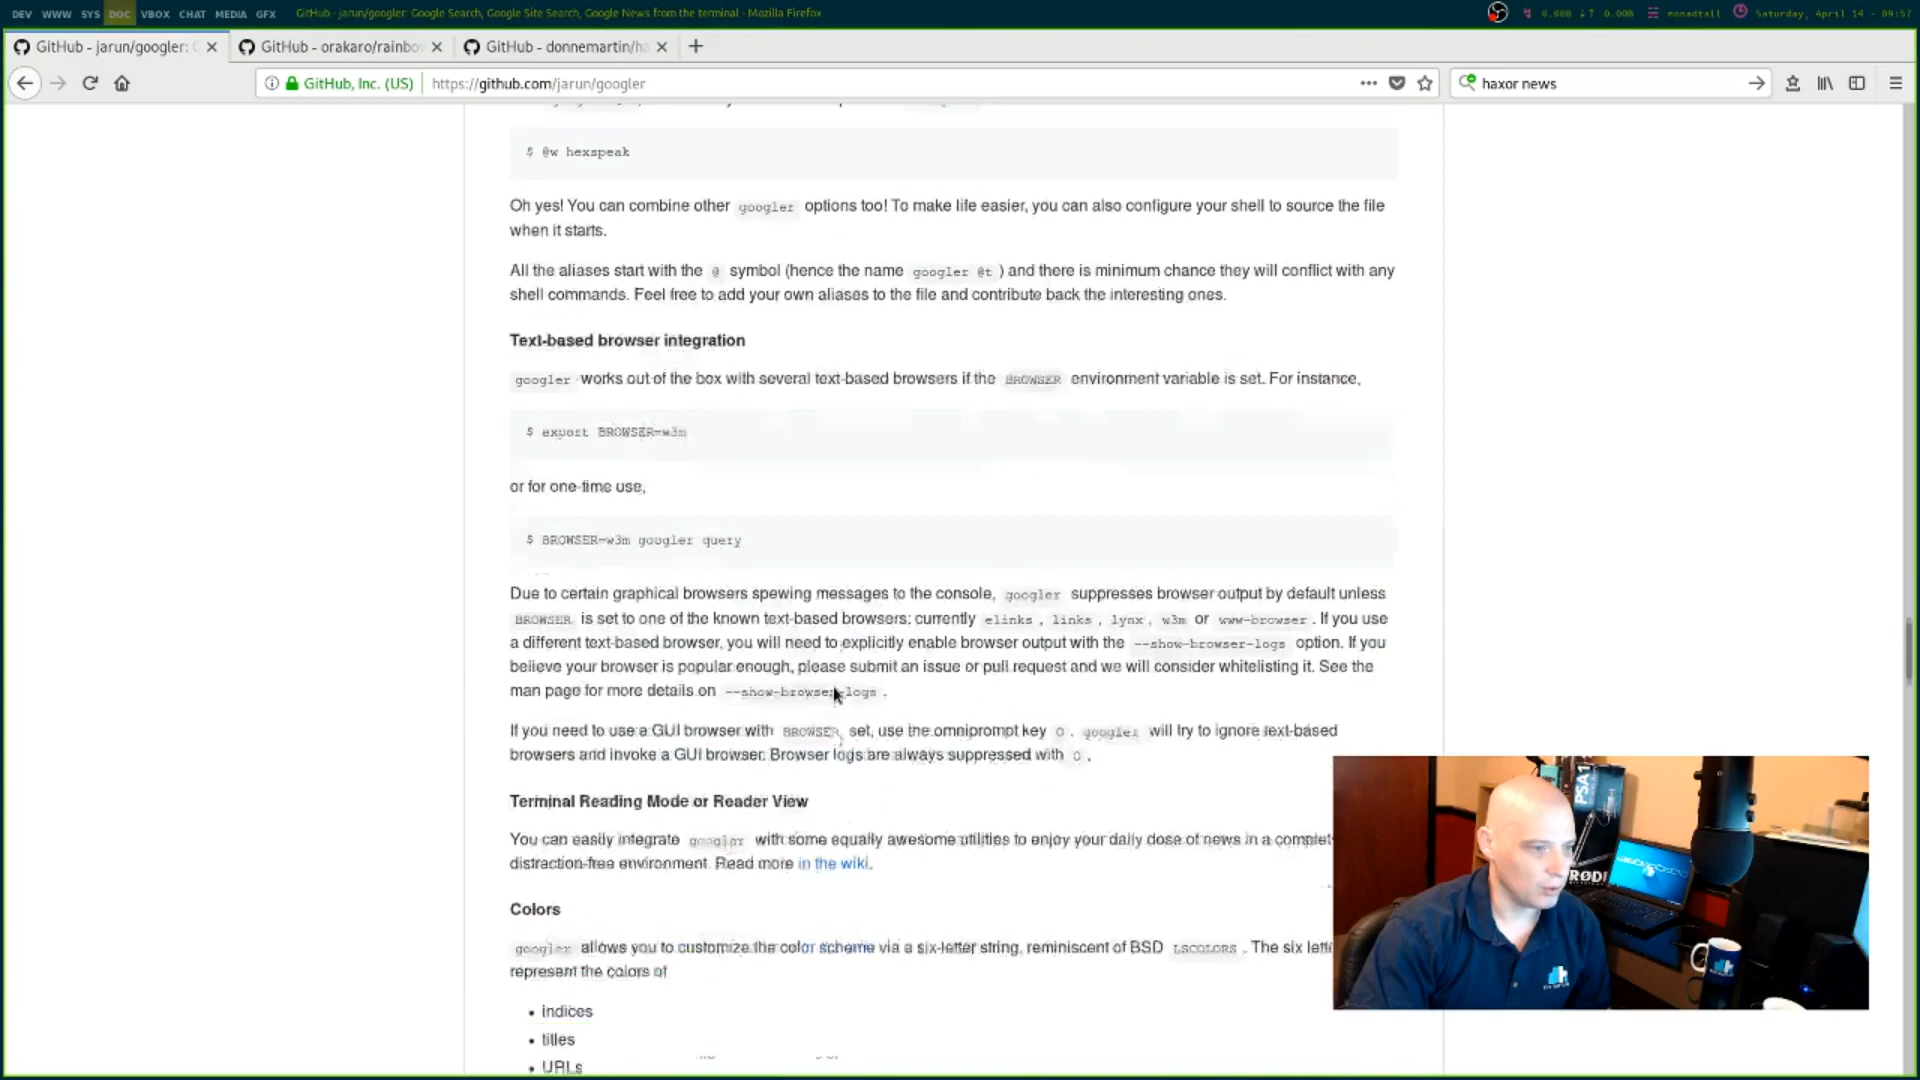 DEV WWW SYS DOC VBOX CHAT MEDIA GFX GitHub - jarun/googler: Google Search, Google Site Search, Google News from the terminal - Mozilla Firefox 0.00B ↓↑ 0.00B monadtall Saturday, April 14 - 09:57
GitHub - jarun/googler: GitHub - orakaro/rainbo GitHub - donnemartin/ha
GitHub, Inc. (US) https://github.com/jarun/googler haxor news
$ @w hexspeak
Oh yes! You can combine other googler options too! To make life easier, you can also configure your shell to source the file
when it starts.
All the aliases start with the @ symbol (hence the name googler @t ) and there is minimum chance they will conflict with any
shell commands. Feel free to add your own aliases to the file and contribute back the interesting ones.
Text-based browser integration
googler works out of the box with several text-based browsers if the BROWSER environment variable is set. For instance,
$ export BROWSER=w3m
or for one-time use,
$ BROWSER=w3m googler query
Due to certain graphical browsers spewing messages to the console, googler suppresses browser output by default unless
BROWSER is set to one of the known text-based browsers: currently elinks , links , lynx , w3m or www-browser . If you use
a different text-based browser, you will need to explicitly enable browser output with the --show-browser-logs option. If you
believe your browser is popular enough, please submit an issue or pull request and we will consider whitelisting it. See the
man page for more details on --show-browser-logs .
If you need to use a GUI browser with BROWSER set, use the omniprompt key O . googler will try to ignore text-based
browsers and invoke a GUI browser. Browser logs are always suppressed with O .
Terminal Reading Mode or Reader View
You can easily integrate googler with some equally awesome utilities to enjoy your daily dose of news in a complet
distraction-free environment. Read more in the wiki.
Colors
googler allows you to customize the color scheme via a six-letter string, reminiscent of BSD LSCOLORS . The six lett
represent the colors of
• indices
• titles
• URLs
PSA1
RØDE